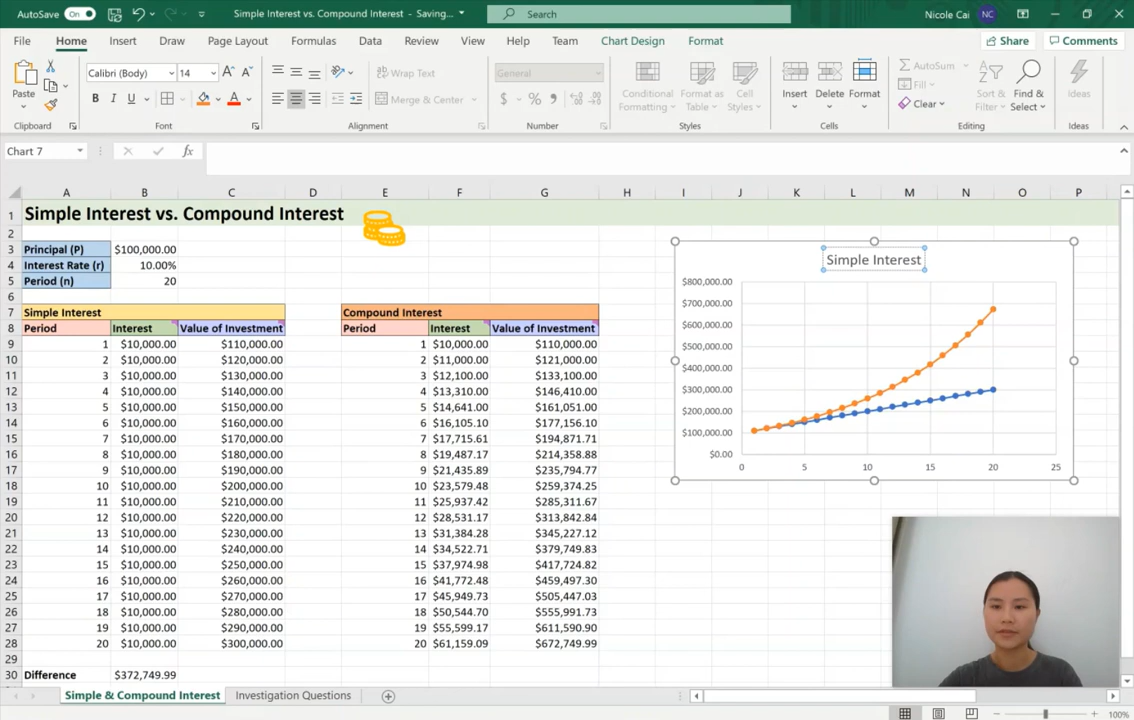 AutoSave On Simple Interest vs. Compound Interest - Saving... Search Nicole Cai NC
File Home Insert Draw Page Layout Formulas Data Review View Help Team Chart Design Format Share Comments
Calibri (Body) 14 A^ A˅ Wrap Text General AutoSum
Paste B I U A Merge & Center $ % 9 Conditional Formatting Format as Table Cell Styles Insert Delete Format Fill Clear Sort & Filter Find & Select Ideas
Clipboard Font Alignment Number Styles Cells Editing Ideas
Chart 7 fx
A B C D E F G H I J K L M N O P
1 Simple Interest vs. Compound Interest
2
3 Principal (P) $100,000.00
4 Interest Rate (r) 10.00%
5 Period (n) 20
6
7 Simple Interest Compound Interest
8 Period Interest Value of Investment Period Interest Value of Investment
9 1 $10,000.00 $110,000.00 1 $10,000.00 $110,000.00
10 2 $10,000.00 $120,000.00 2 $11,000.00 $121,000.00
11 3 $10,000.00 $130,000.00 3 $12,100.00 $133,100.00
12 4 $10,000.00 $140,000.00 4 $13,310.00 $146,410.00
13 5 $10,000.00 $150,000.00 5 $14,641.00 $161,051.00
14 6 $10,000.00 $160,000.00 6 $16,105.10 $177,156.10
15 7 $10,000.00 $170,000.00 7 $17,715.61 $194,871.71
16 8 $10,000.00 $180,000.00 8 $19,487.17 $214,358.88
17 9 $10,000.00 $190,000.00 9 $21,435.89 $235,794.77
18 10 $10,000.00 $200,000.00 10 $23,579.48 $259,374.25
19 11 $10,000.00 $210,000.00 11 $25,937.42 $285,311.67
20 12 $10,000.00 $220,000.00 12 $28,531.17 $313,842.84
21 13 $10,000.00 $230,000.00 13 $31,384.28 $345,227.12
22 14 $10,000.00 $240,000.00 14 $34,522.71 $379,749.83
23 15 $10,000.00 $250,000.00 15 $37,974.98 $417,724.82
24 16 $10,000.00 $260,000.00 16 $41,772.48 $459,497.30
25 17 $10,000.00 $270,000.00 17 $45,949.73 $505,447.03
26 18 $10,000.00 $280,000.00 18 $50,544.70 $555,991.73
27 19 $10,000.00 $290,000.00 19 $55,599.17 $611,590.90
28 20 $10,000.00 $300,000.00 20 $61,159.09 $672,749.99
29
30 Difference $372,749.99
Simple Interest
$800,000.00
$700,000.00
$600,000.00
$500,000.00
$400,000.00
$300,000.00
$200,000.00
$100,000.00
$0.00
0 5 10 15 20 25
Simple & Compound Interest Investigation Questions
100%